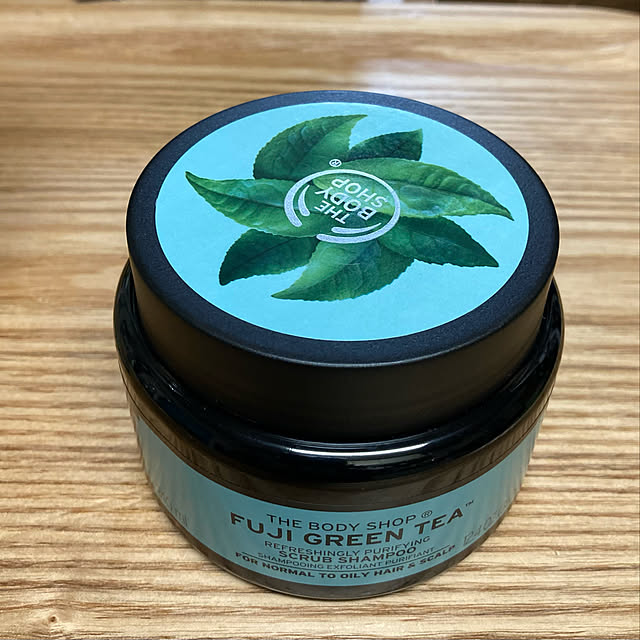 ®
THE
BODY
SHOP
THE BODY SHOP ®
FUJI GREEN TEA™
REFRESHINGLY PURIFYING
SCRUB SHAMPOO
SHAMPOOING EXFOLIANT PURIFIANT
FOR NORMAL TO OILY HAIR & SCALP